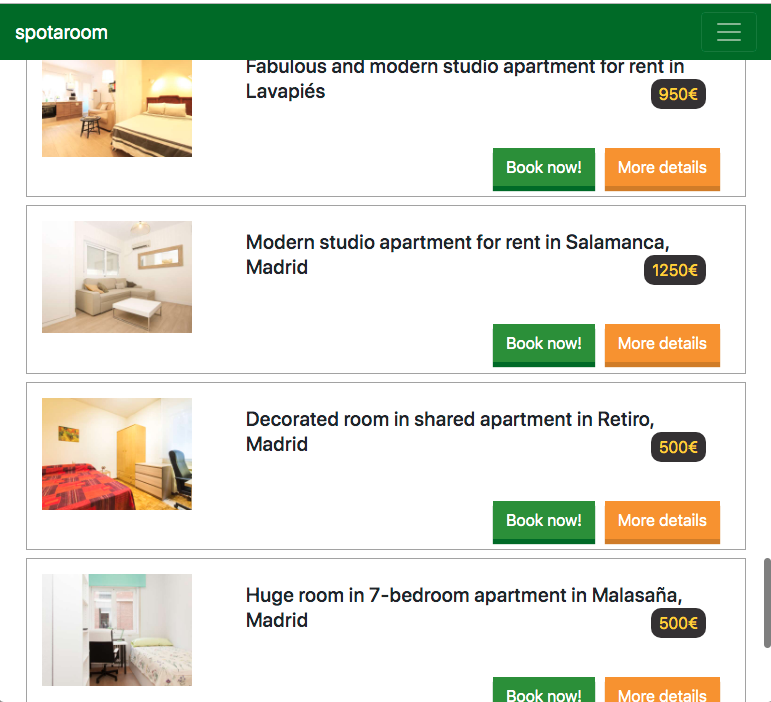 spotaroom
Fabulous and modern studio apartment for rent in
Lavapiés
950€
Book now!
More details
Modern studio apartment for rent in Salamanca,
Madrid
1250€
Book now!
More details
Decorated room in shared apartment in Retiro,
Madrid
500€
Book now!
More details
Huge room in 7-bedroom apartment in Malasaña,
Madrid
500€
Book now!
More details